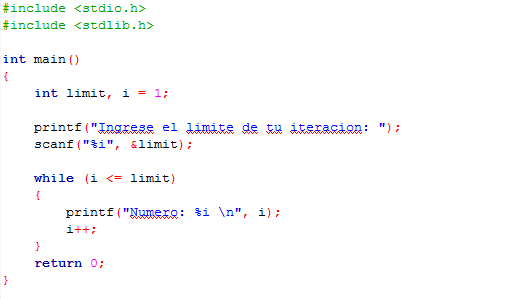 #include <stdio.h>
#include <stdlib.h>

int main()
{
    int limit, i = 1;

    printf("Ingrese el limite de tu iteracion: ");
    scanf("%i", &limit);

    while (i <= limit)
    {
        printf("Numero: %i \n", i);
        i++;
    }
    return 0;
}